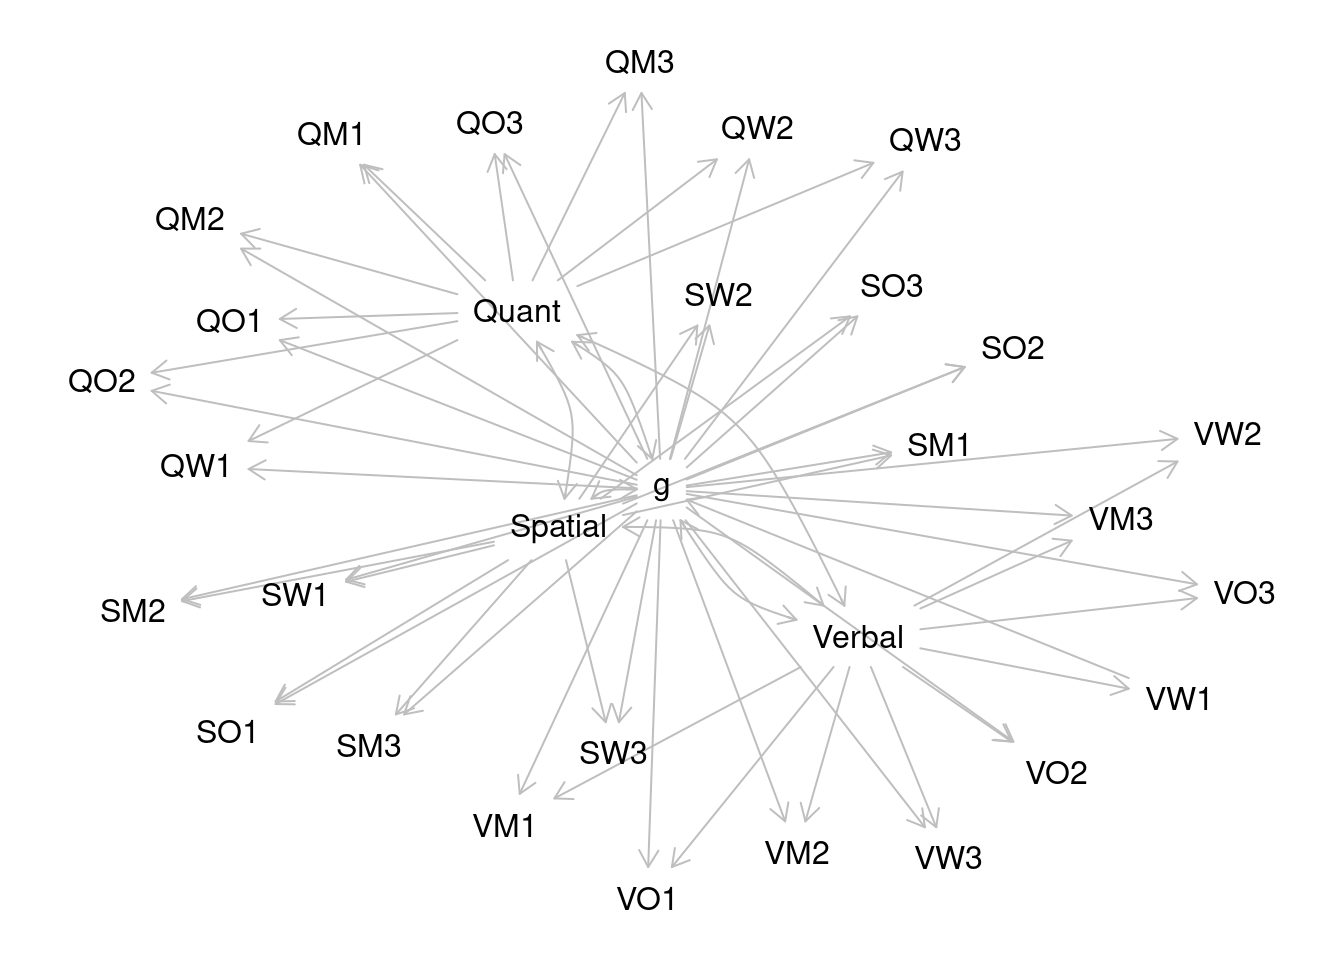 QM3
QO3
QW2
QM1
QW3
QM2
SO3
SW2
Quant
QO1
SO2
QO2
VW2
SM1
QW1
g
VM3
Spatial
VO3
SW1
SM2
Verbal
VW1
SO1
SM3
SW3
VO2
VM1
VM2
VW3
VO1